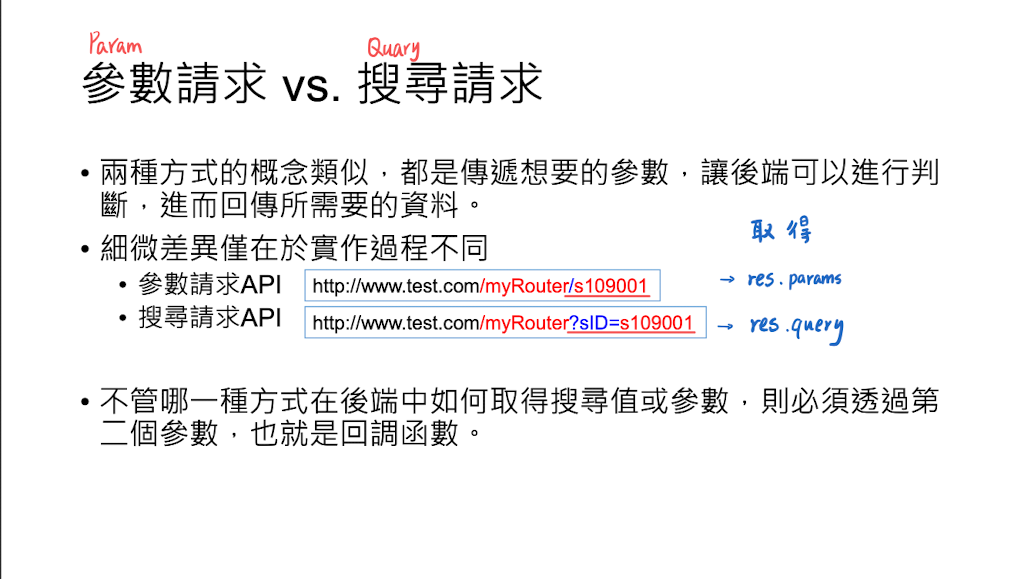 Param
Quary
參數請求 vs. 搜尋請求
• 兩種方式的概念類似，都是傳遞想要的參數，讓後端可以進行判
斷，進而回傳所需要的資料。
取得
• 細微差異僅在於實作過程不同
• 參數請求API http://www.test.com/myRouter/s109001 → res.params
• 搜尋請求API http://www.test.com/myRouter?sID=s109001 → res.query
• 不管哪一種方式在後端中如何取得搜尋值或參數，則必須透過第
二個參數，也就是回調函數。